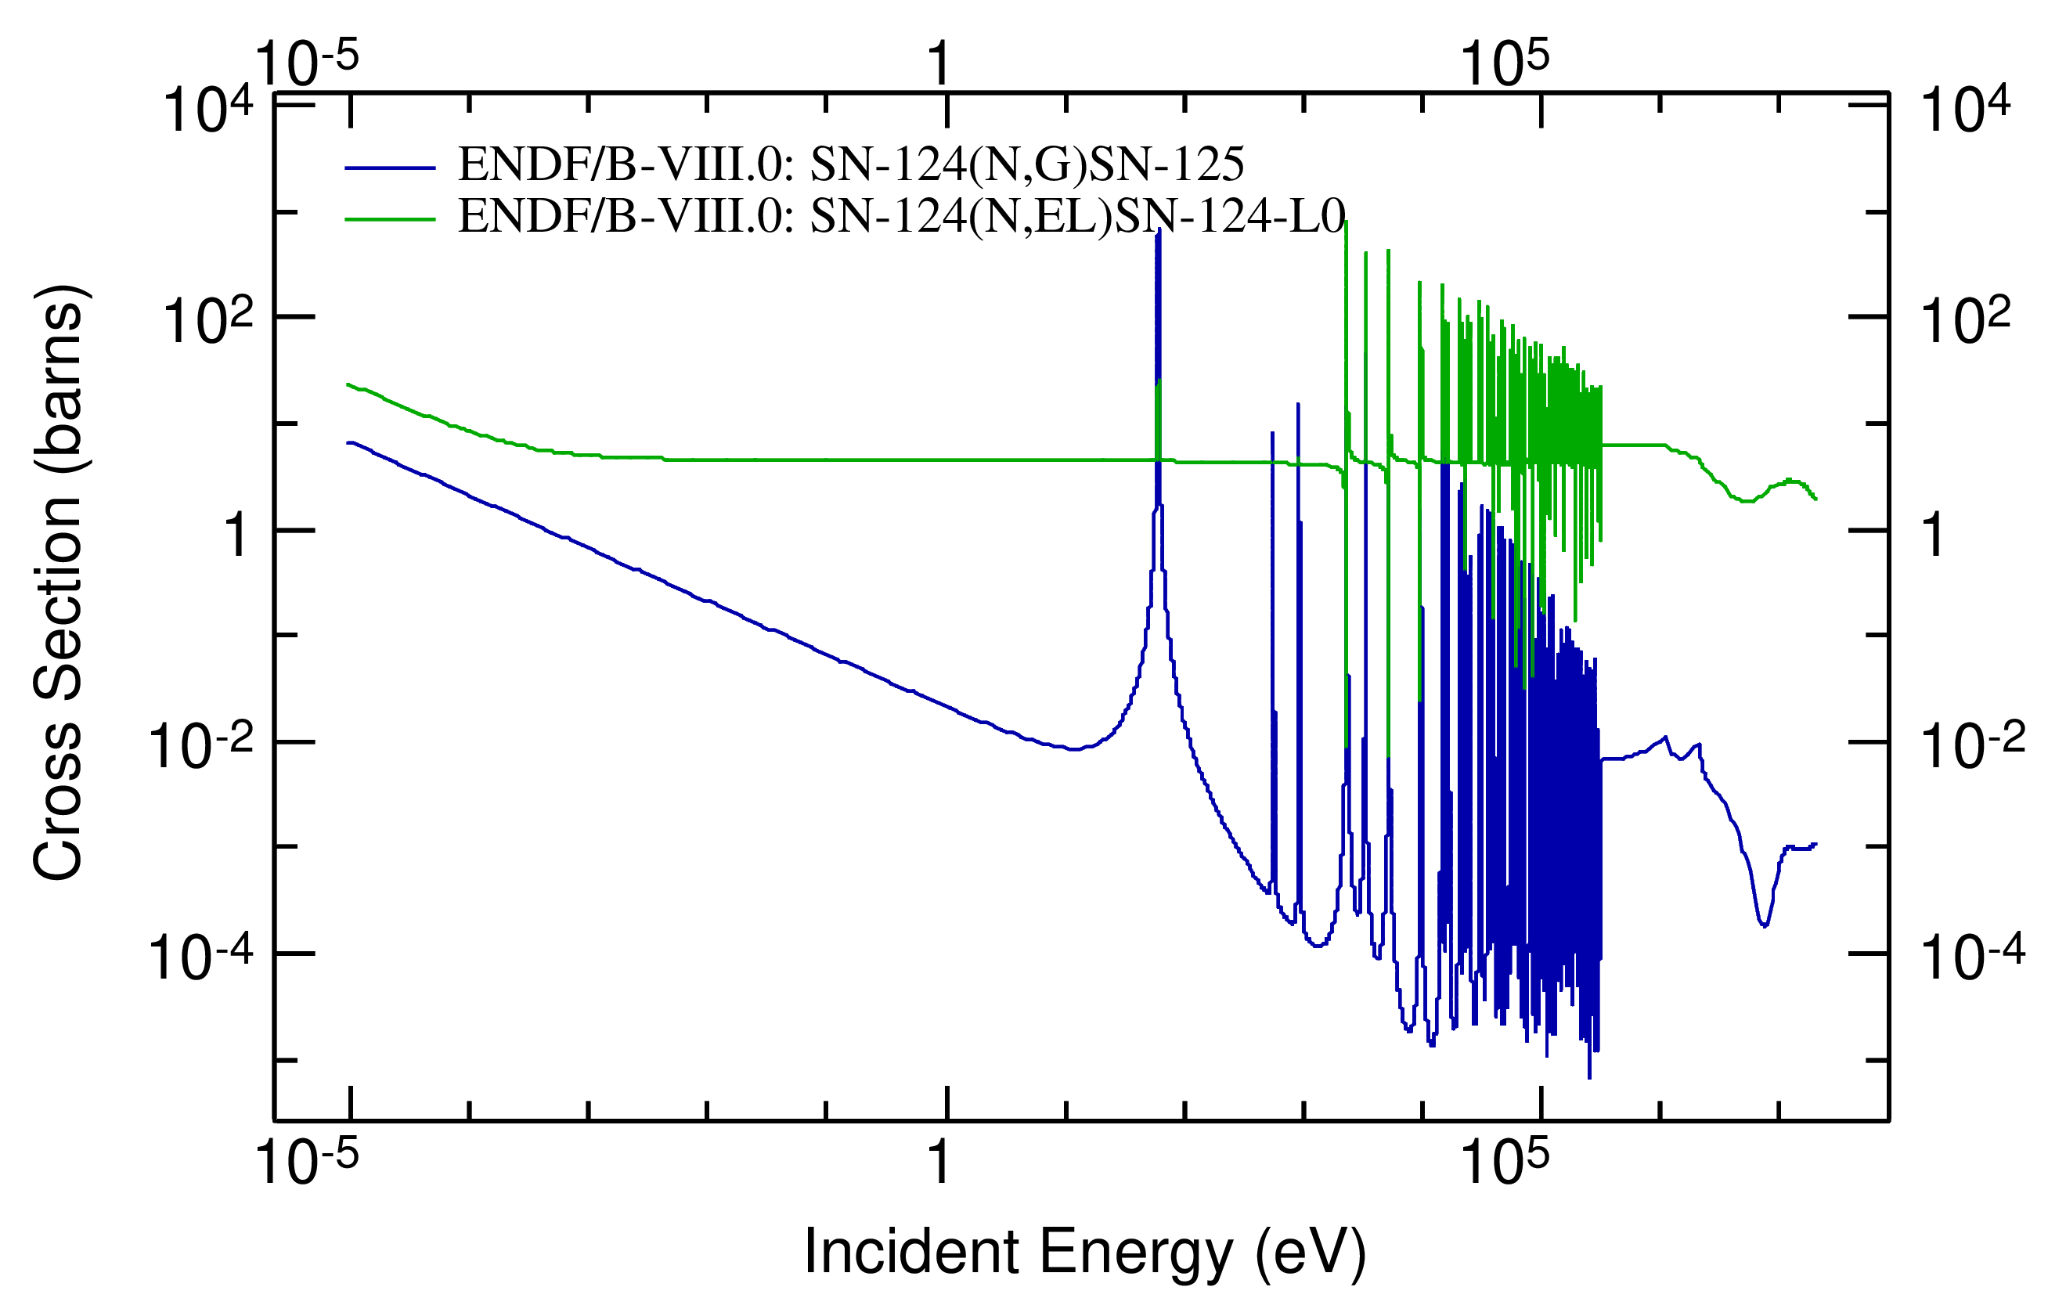 10-5 1 105
104 104
ENDF/B-VIII.0: SN-124(N,G)SN-125
ENDF/B-VIII.0: SN-124(N,EL)SN-124-L0
102 102
1 1
10-2 10-2
10-4 10-4
Cross Section (barns)
10-5 1 105
Incident Energy (eV)